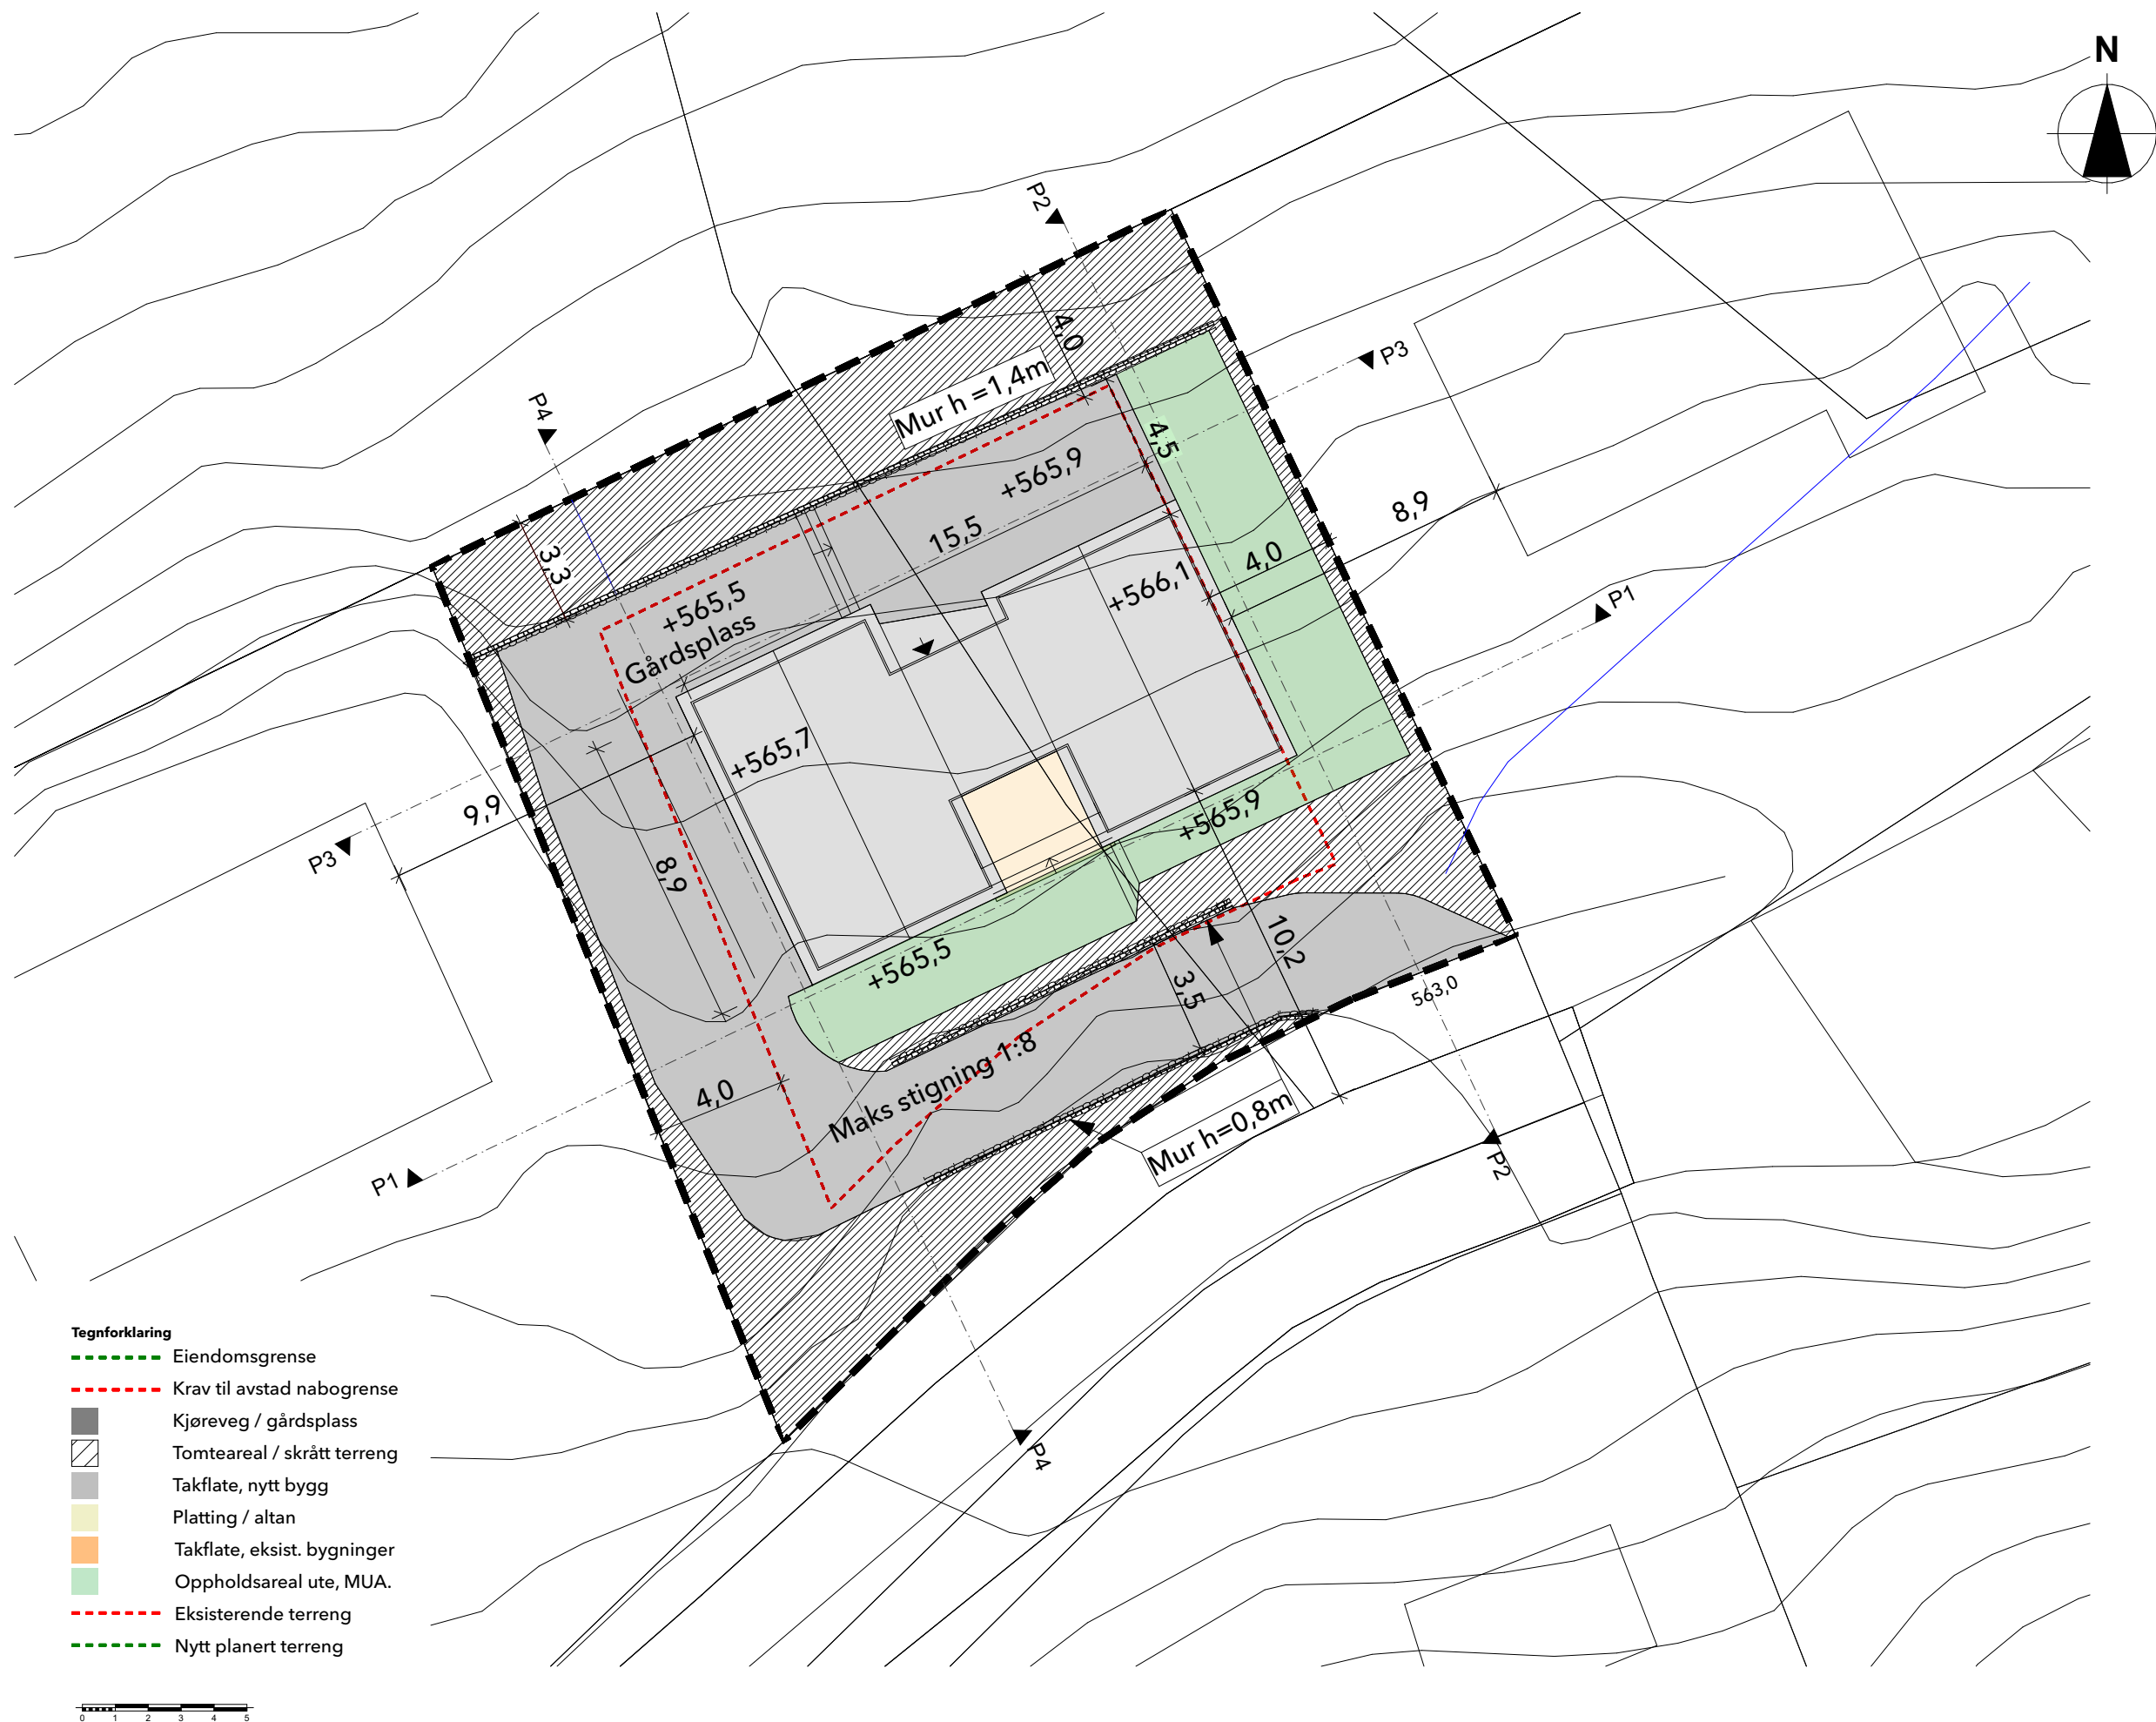 N
P2
4,0
P3
Mur h =1,4m
P4
4,5
+565,9
8,9
15,5
3,3
4,0
+566,1
+565,5
Gårdsplass
P1
+565,7
9,9
+565,9
P3
8,9
10,2
+565,5
3,5
563,0
Maks stigning 1:8
4,0
Mur h=0,8m
P1
P2
P4
Tegnforklaring
Eiendomsgrense
Krav til avstad nabogrense
Kjøreveg / gårdsplass
Tomteareal / skrått terreng
Takflate, nytt bygg
Platting / altan
Takflate, eksist. bygninger
Oppholdsareal ute, MUA.
Eksisterende terreng
Nytt planert terreng
0 1 2 3 4 5